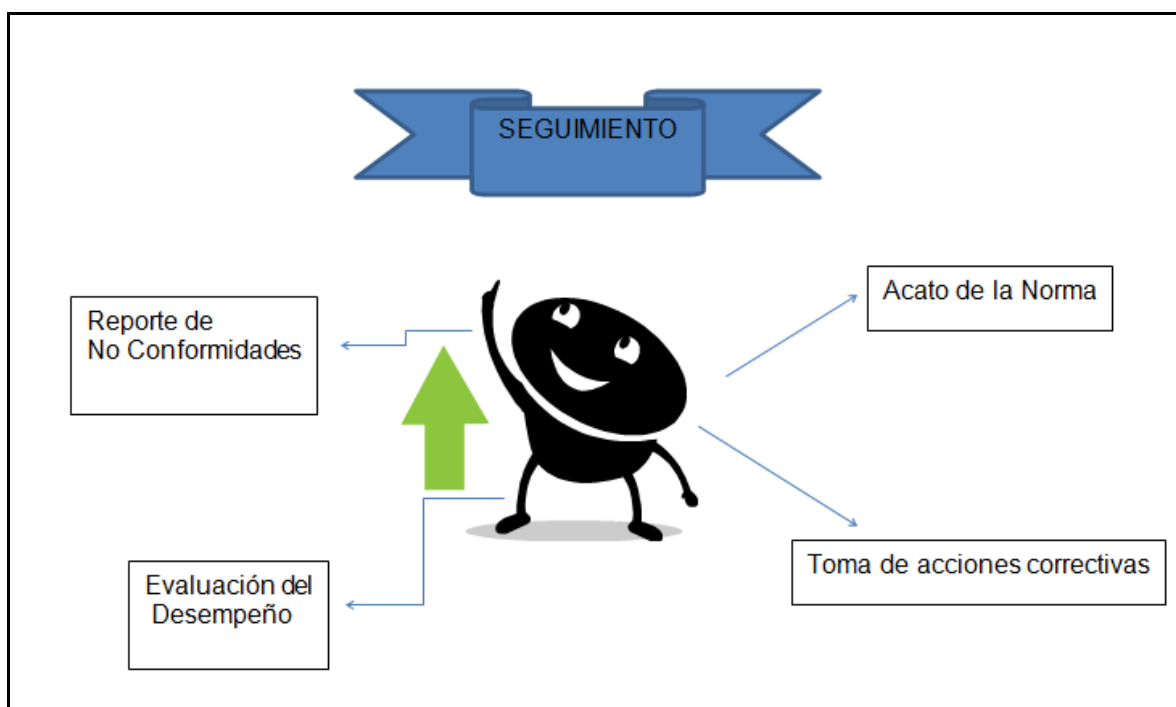 SEGUIMIENTO
Reporte de
No Conformidades
Acato de la Norma
Evaluación del
Desempeño
Toma de acciones correctivas